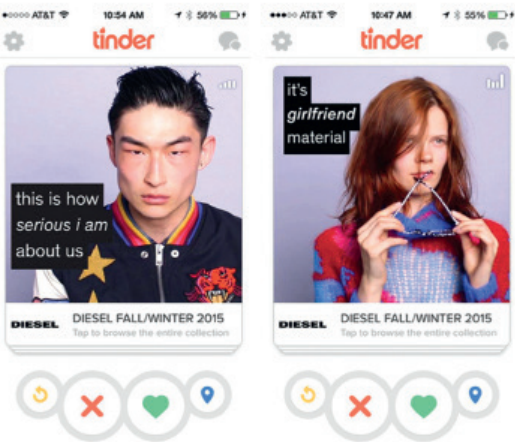 AT&T 10:54 AM 56%
tinder
this is how
serious i am
about us
DIESEL
DIESEL FALL/WINTER 2015
Tap to browse the entire collection
AT&T 10:47 AM 55%
tinder
it's
girlfriend
material
DIESEL
DIESEL FALL/WINTER 2015
Tap to browse the entire collection